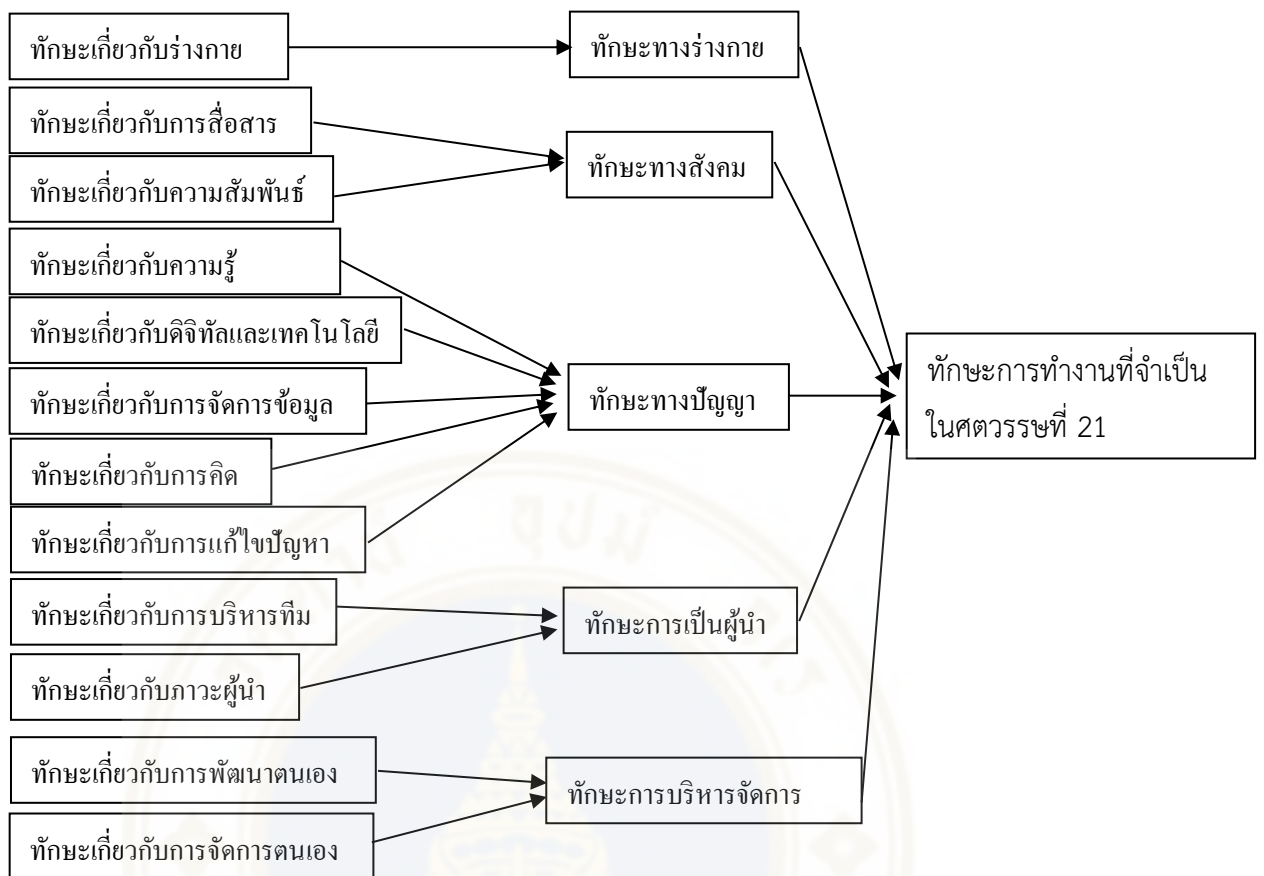 ทักษะเกี่ยวกับร่างกาย
ทักษะเกี่ยวกับการสื่อสาร
ทักษะเกี่ยวกับความสัมพันธ์
ทักษะเกี่ยวกับความรู้
ทักษะเกี่ยวกับดิจิทัลและเทคโนโลยี
ทักษะเกี่ยวกับการจัดการข้อมูล
ทักษะเกี่ยวกับการคิด
ทักษะเกี่ยวกับการแก้ไขปัญหา
ทักษะเกี่ยวกับการบริหารทีม
ทักษะเกี่ยวกับภาวะผู้นำ
ทักษะเกี่ยวกับการพัฒนาตนเอง
ทักษะเกี่ยวกับการจัดการตนเอง
ทักษะทางร่างกาย
ทักษะทางสังคม
ทักษะทางปัญญา
ทักษะการเป็นผู้นำ
ทักษะการบริหารจัดการ
ทักษะการทำงานที่จำเป็น
ในศตวรรษที่ 21